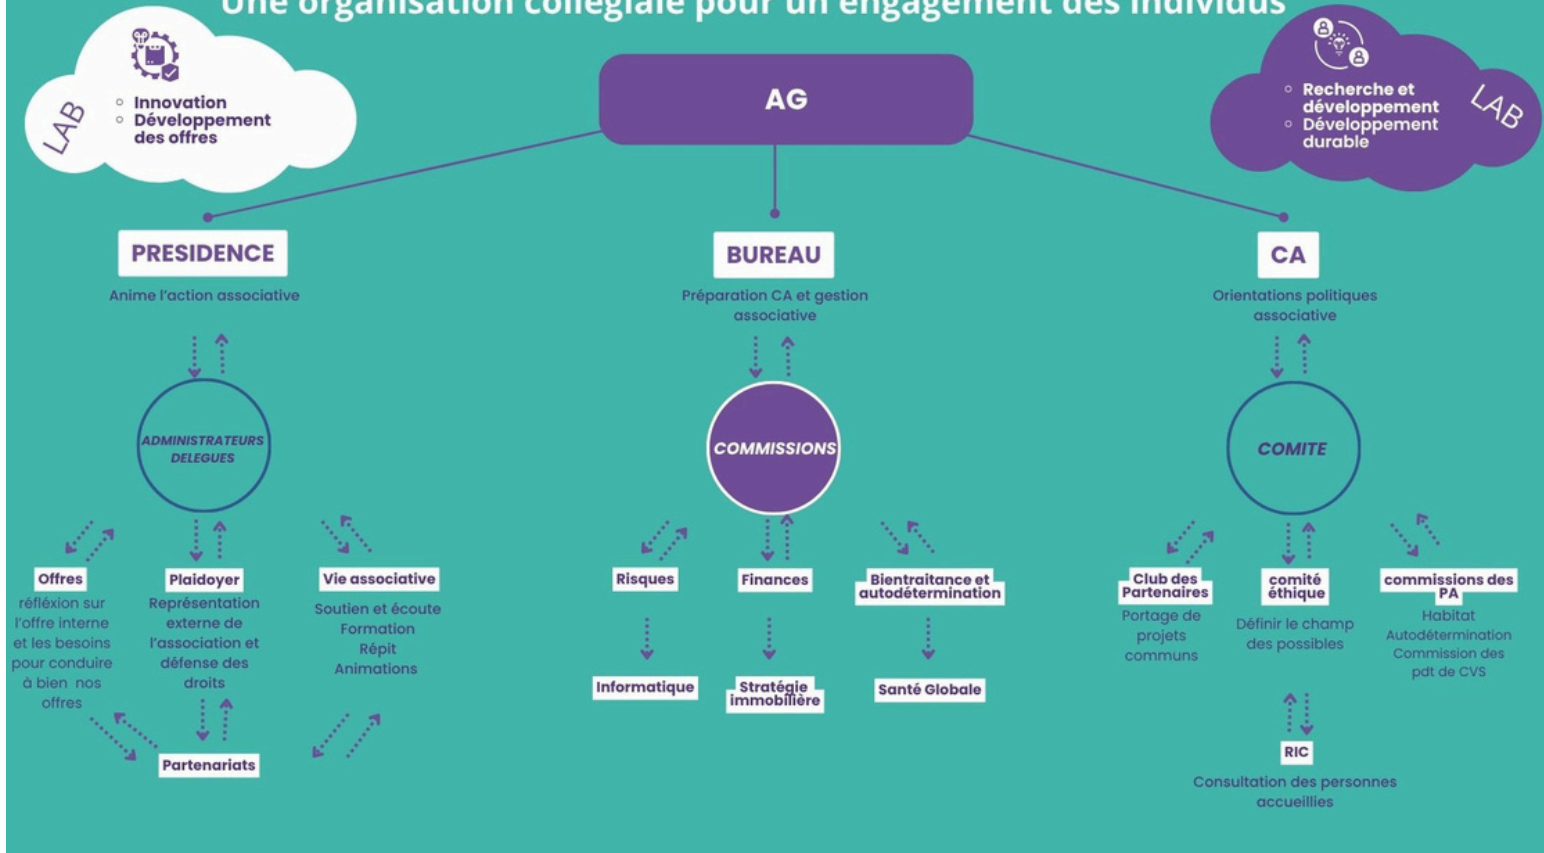 Une organisation collégiale pour un engagement des individus
LAB
Innovation
Développement
des offres
AG
Recherche et
développement
Développement
durable
LAB
PRESIDENCE
Anime l'action associative
BUREAU
Préparation CA et gestion
associative
CA
Orientations politiques
associative
ADMINISTRATEURS
DELEGUES
COMMISSIONS
COMITE
Offres
réfléxion sur
l'offre interne
et les besoins
pour conduire
à bien nos
offres
Plaidoyer
Représentation
externe de
l'association et
défense des
droits
Vie associative
Soutien et écoute
Formation
Répit
Animations
Partenariats
Risques
Informatique
Finances
Stratégie
immobilière
Bientraitance et
autodétermination
Santé Globale
Club des
Partenaires
Portage de
projets
communs
comité
éthique
Définir le champ
des possibles
commissions des
PA
Habitat
Autodétermination
Commission des
pdt de CVS
RIC
Consultation des personnes
accueillies